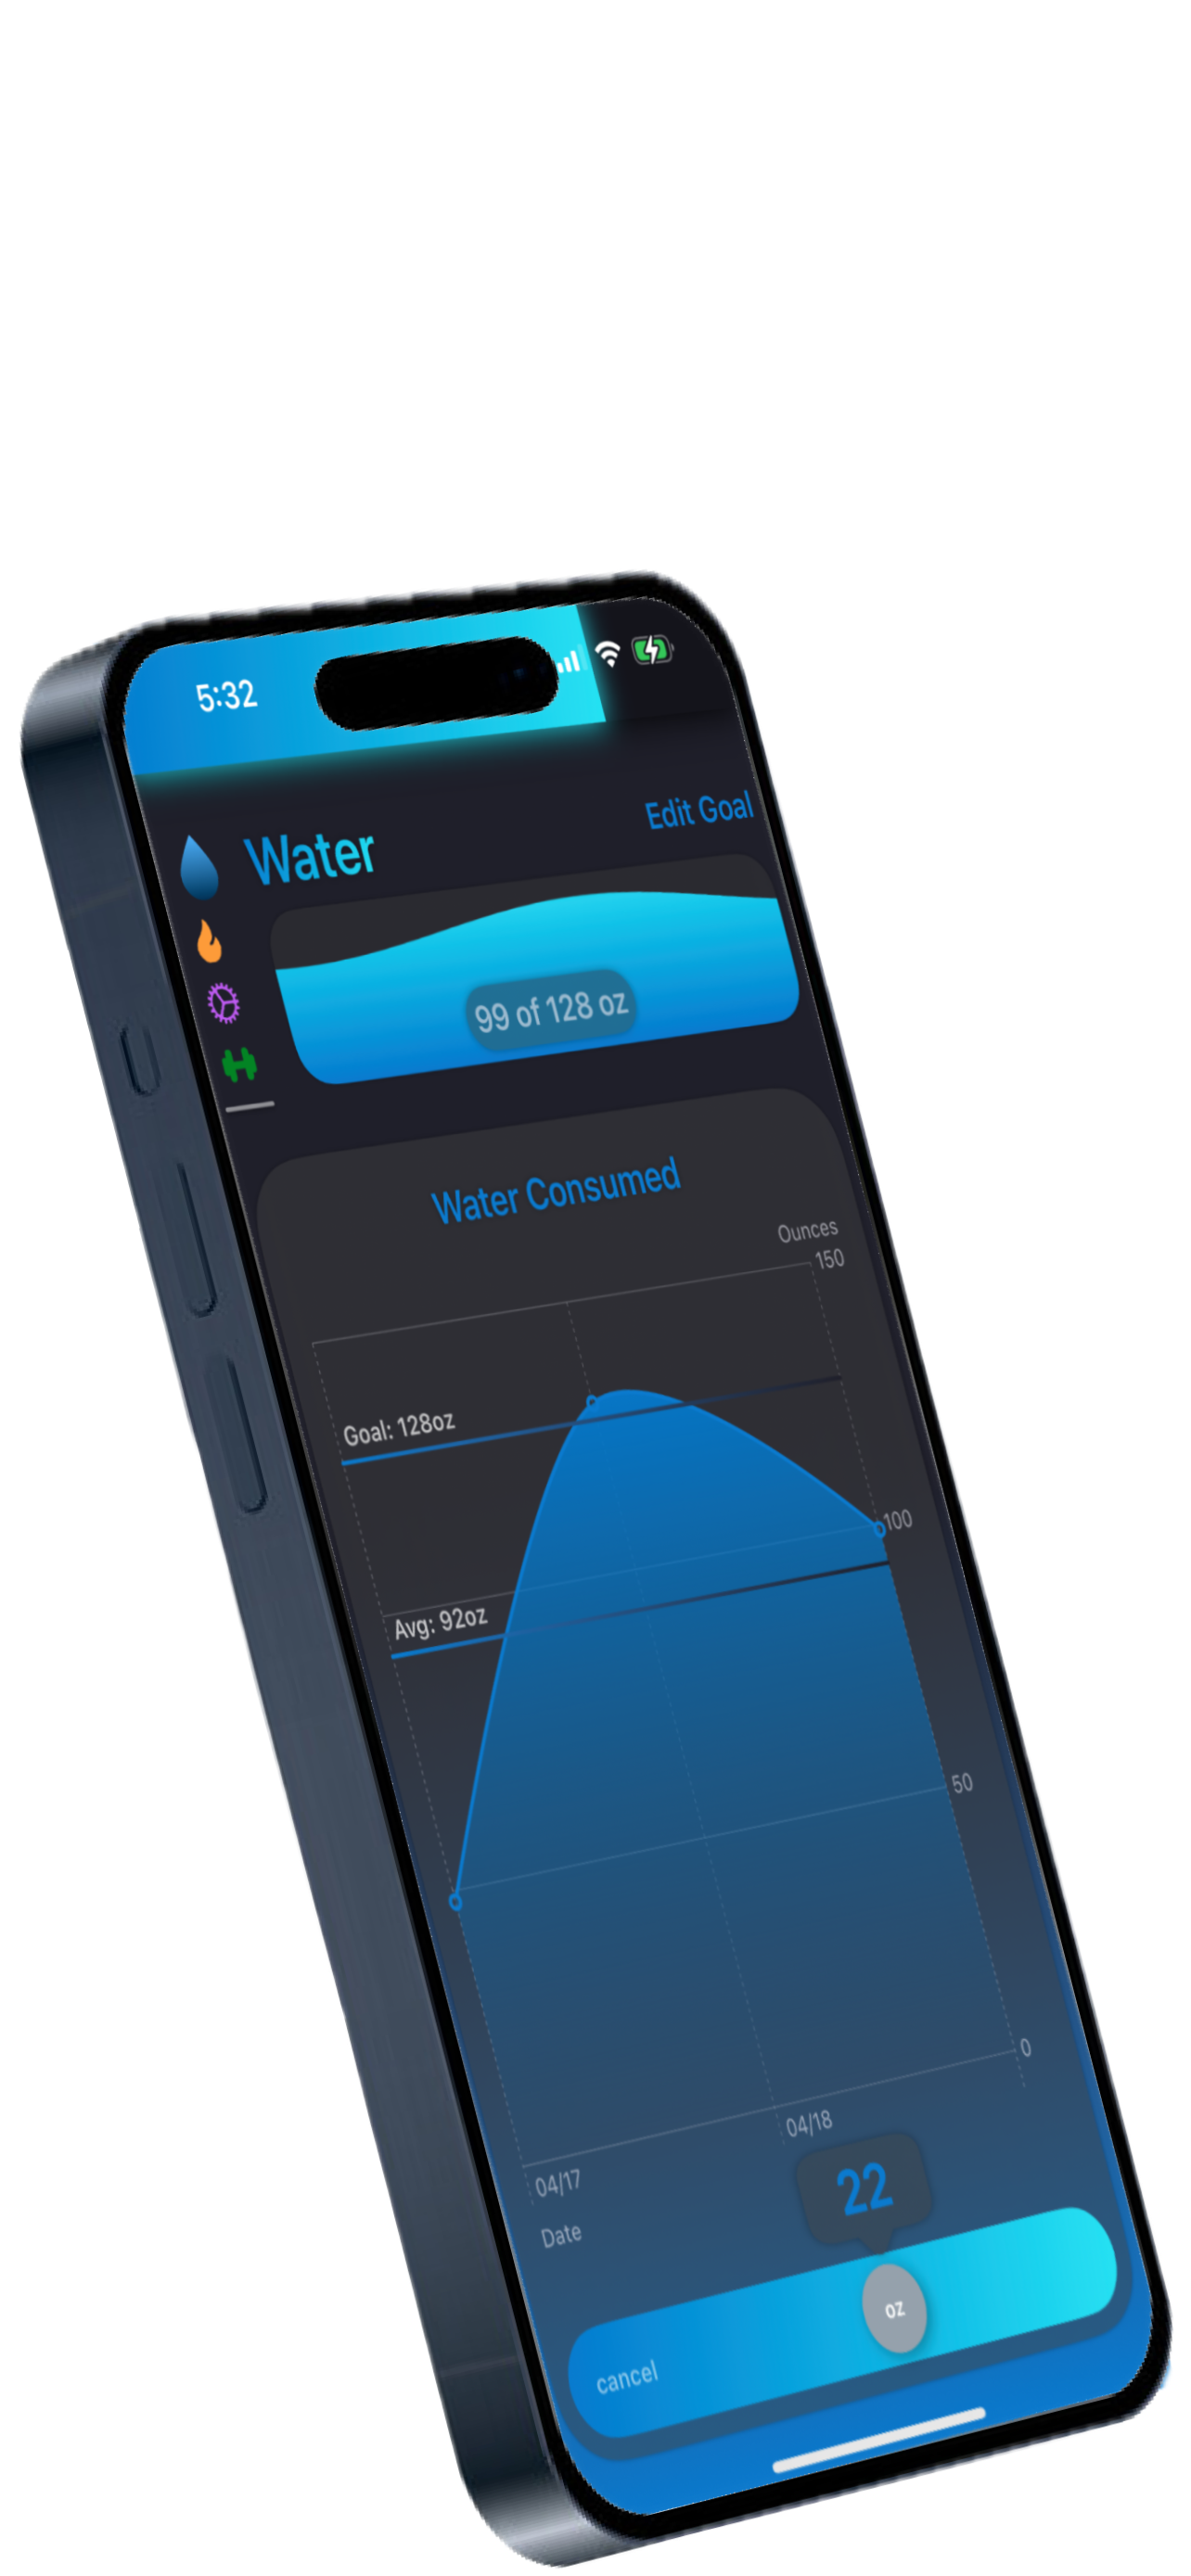 5:32
Edit Goal
Water
99 of 128 oz
Water Consumed
Ounces
150
Goal: 128oz
100
Avg: 92oz
50
0
04/18
04/17
22
Date
oz
cancel